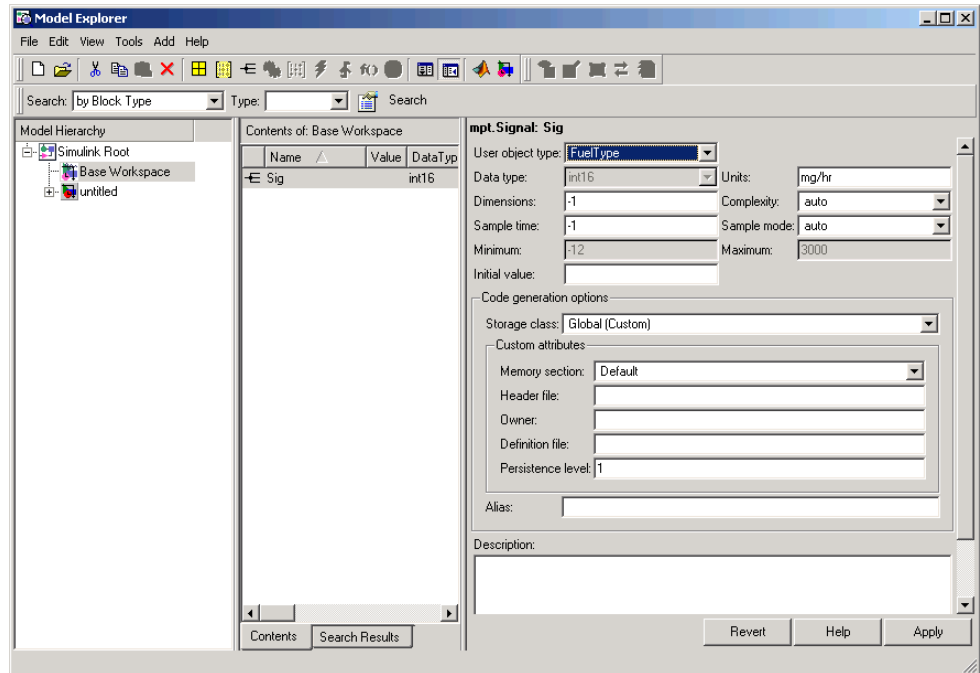 Model Explorer
File Edit View Tools Add Help
Search: by Block Type Type: Search
Model Hierarchy
Simulink Root
Base Workspace
untitled
Contents of: Base Workspace
Name Value DataTyp
Sig int16
Contents Search Results
mpt.Signal: Sig
User object type: FuelType
Data type: int16 Units: mg/hr
Dimensions: -1 Complexity: auto
Sample time: -1 Sample mode: auto
Minimum: -12 Maximum: 3000
Initial value:
Code generation options
Storage class: Global (Custom)
Custom attributes
Memory section: Default
Header file:
Owner:
Definition file:
Persistence level: 1
Alias:
Description:
Revert Help Apply